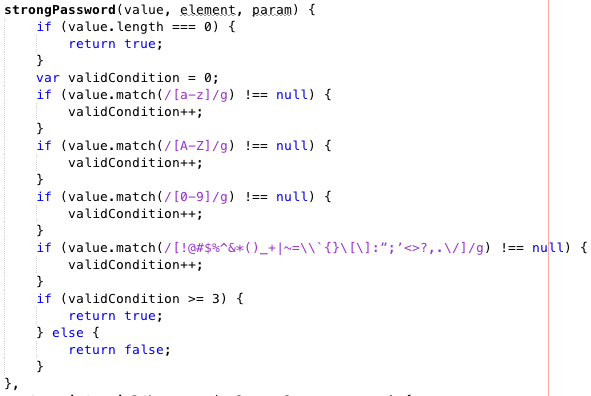 strongPassword(value, element, param) {
if (value.length === 0) {
return true;
}
var validCondition = 0;
if (value.match(/[a-z]/g) !== null) {
validCondition++;
}
if (value.match(/[A-Z]/g) !== null) {
validCondition++;
}
if (value.match(/[0-9]/g) !== null) {
validCondition++;
}
if (value.match(/[!@#$%^&*()_+|~=\\`{}\[\]:”;’<>?,.\/]/g) !== null) {
validCondition++;
}
if (validCondition >= 3) {
return true;
} else {
return false;
}
},